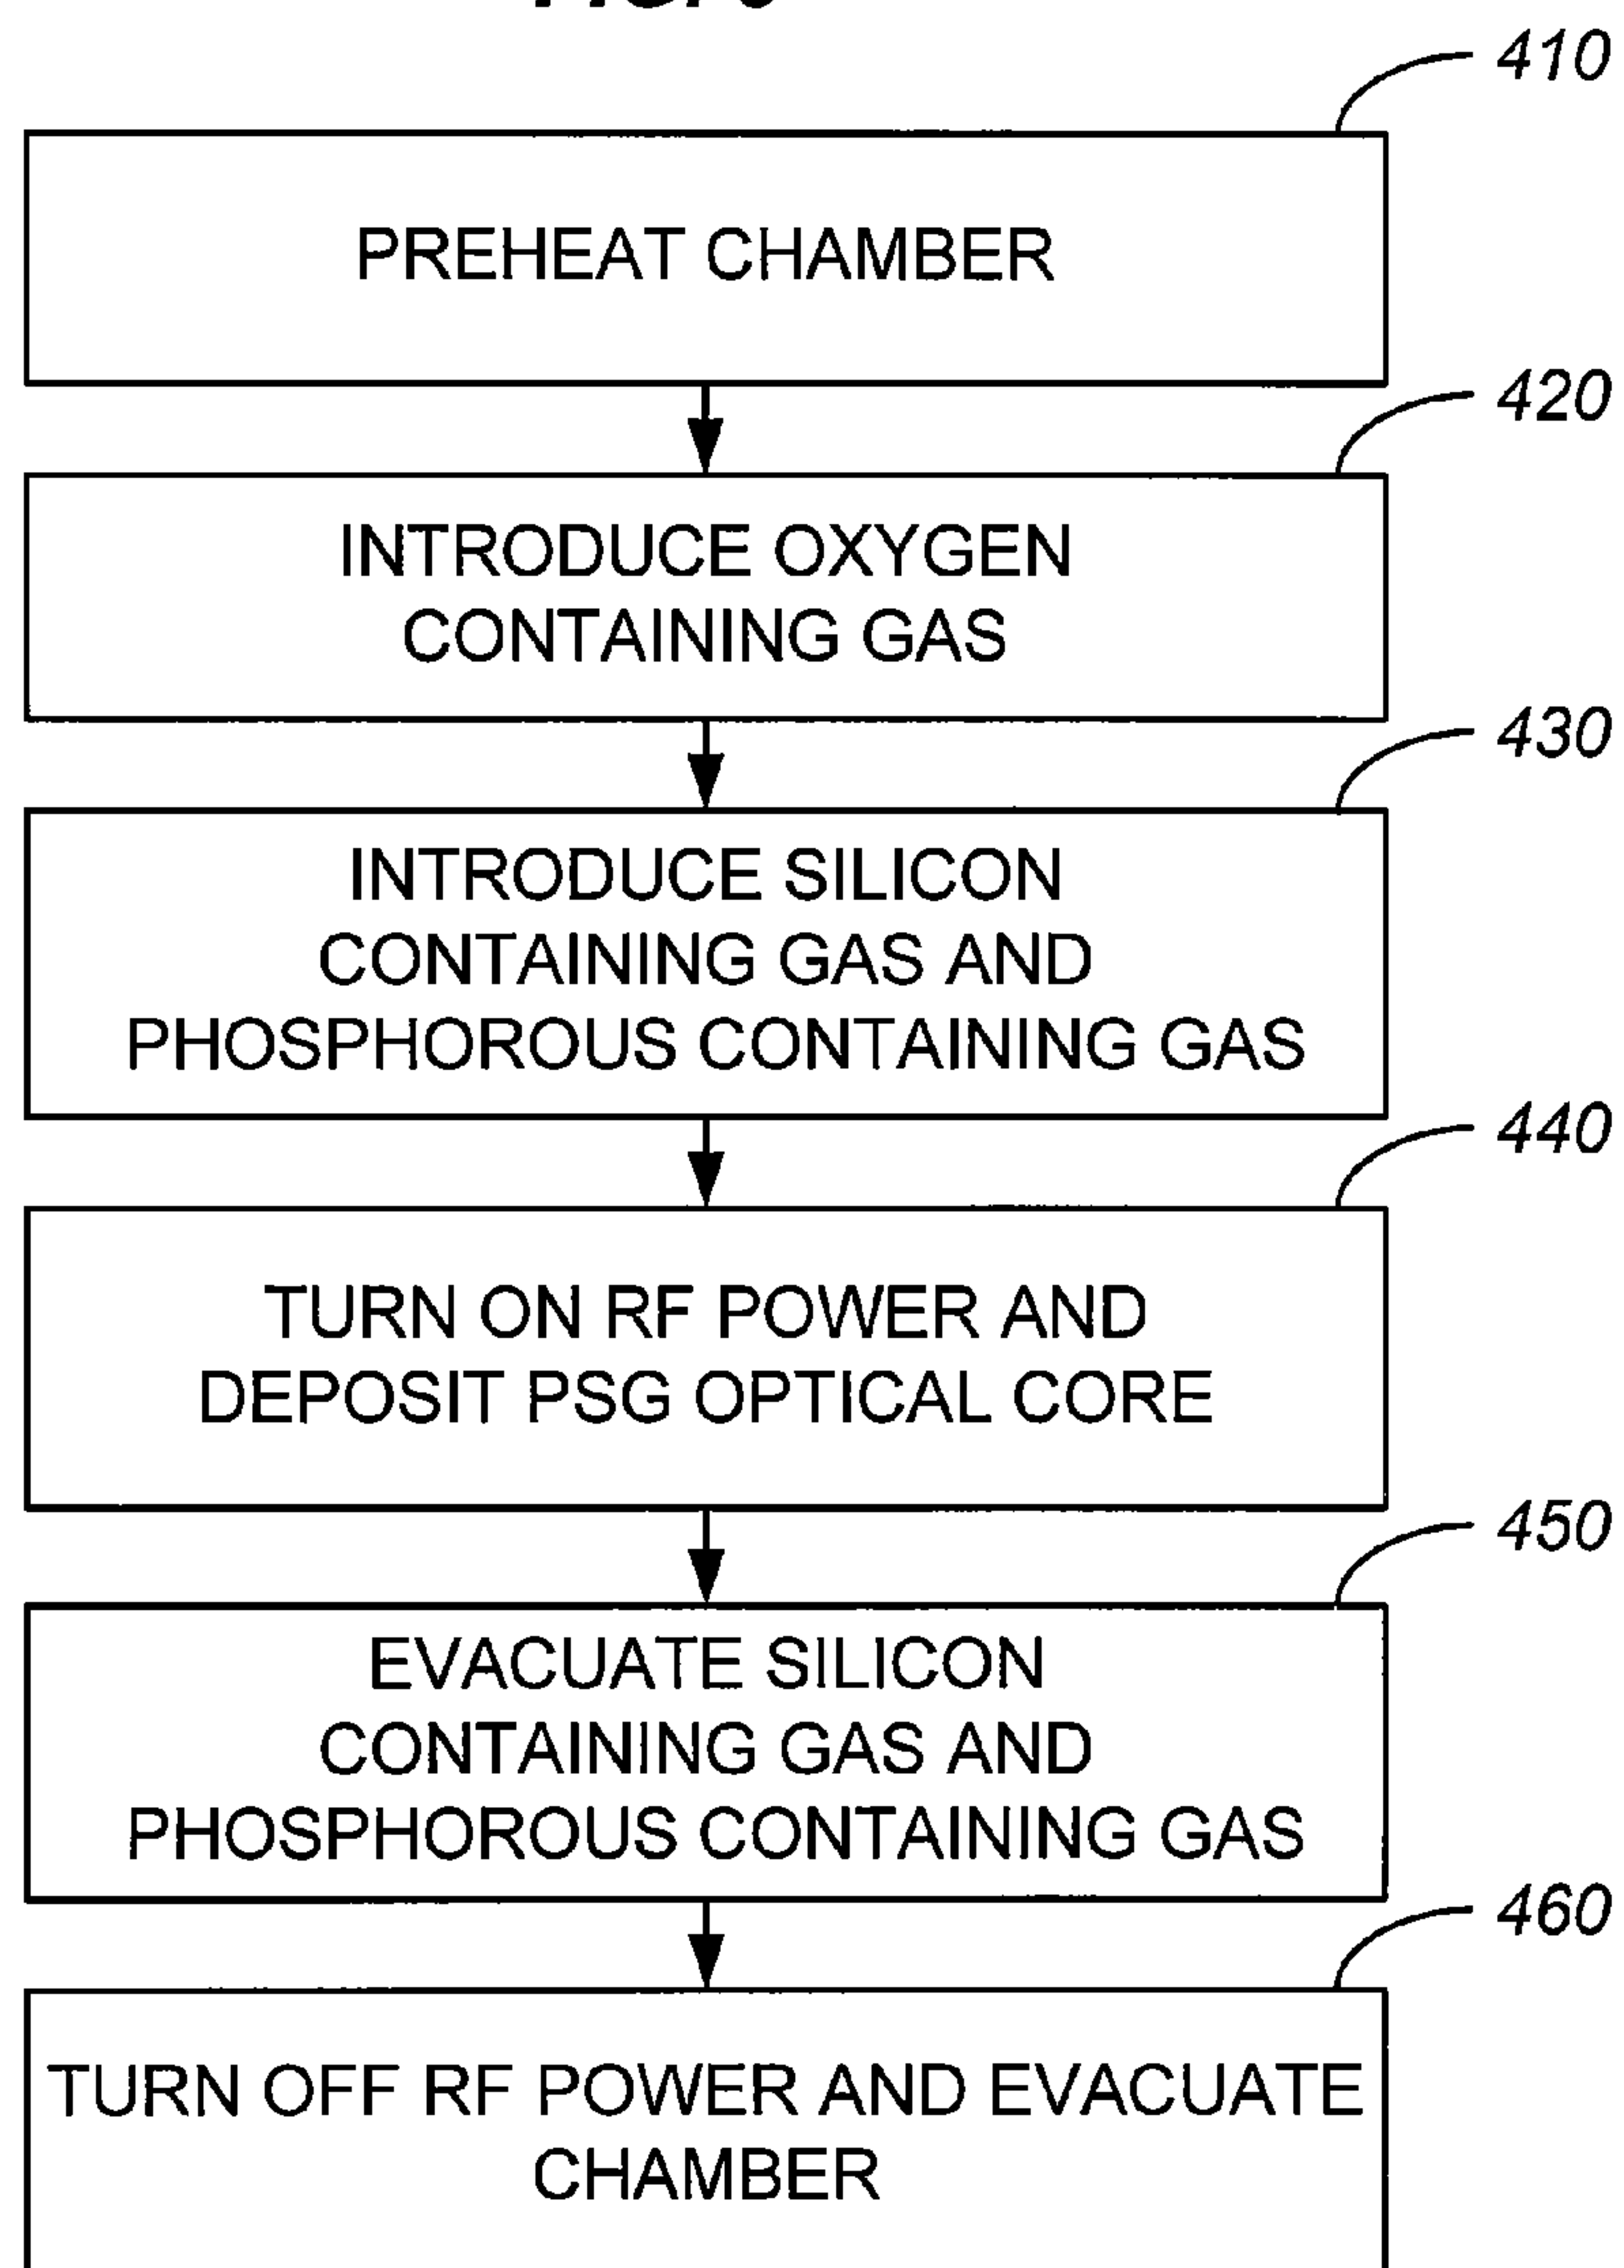 410
PREHEAT CHAMBER
420
INTRODUCE OXYGEN
CONTAINING GAS
430
INTRODUCE SILICON
CONTAINING GAS AND
PHOSPHOROUS CONTAINING GAS
440
TURN ON RF POWER AND
DEPOSIT PSG OPTICAL CORE
450
EVACUATE SILICON
CONTAINING GAS AND
PHOSPHOROUS CONTAINING GAS
460
TURN OFF RF POWER AND EVACUATE
CHAMBER